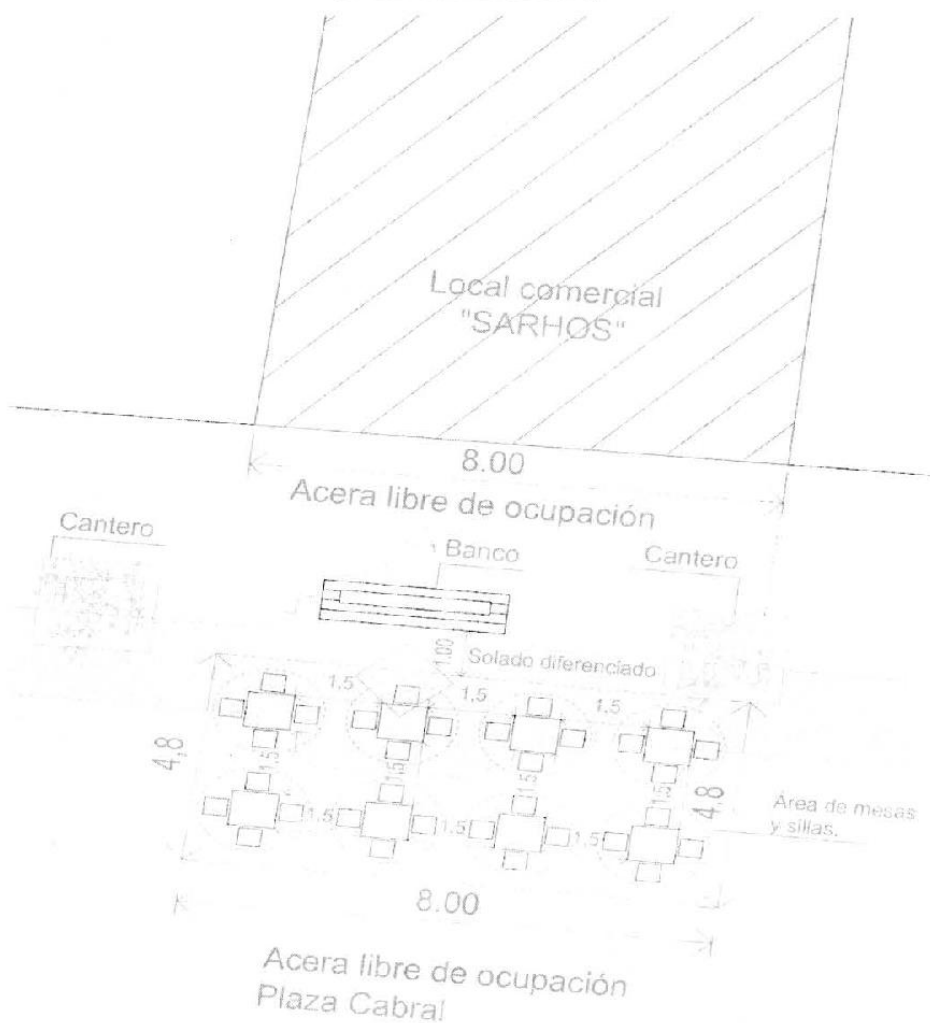 Local comercial
"SARHOS"
8.00
Acera libre de ocupación
Cantero
Banco
Cantero
1.00
Solado diferenciado
1.5
1.5
1.5
4,8
1.5
1.5
1.5
1.5
4,8
1.5
1.5
1.5
Área de mesas
y sillas.
8.00
Acera libre de ocupación
Plaza Cabral